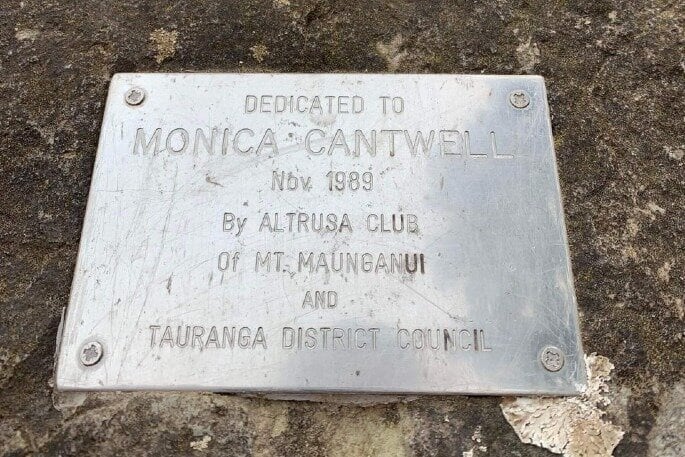 DEDICATED TO
MONICA CANTWELL
Nov. 1989
By ALTRUSA CLUB
Of MT. MAUNGANUI
AND
TAURANGA DISTRICT COUNCIL